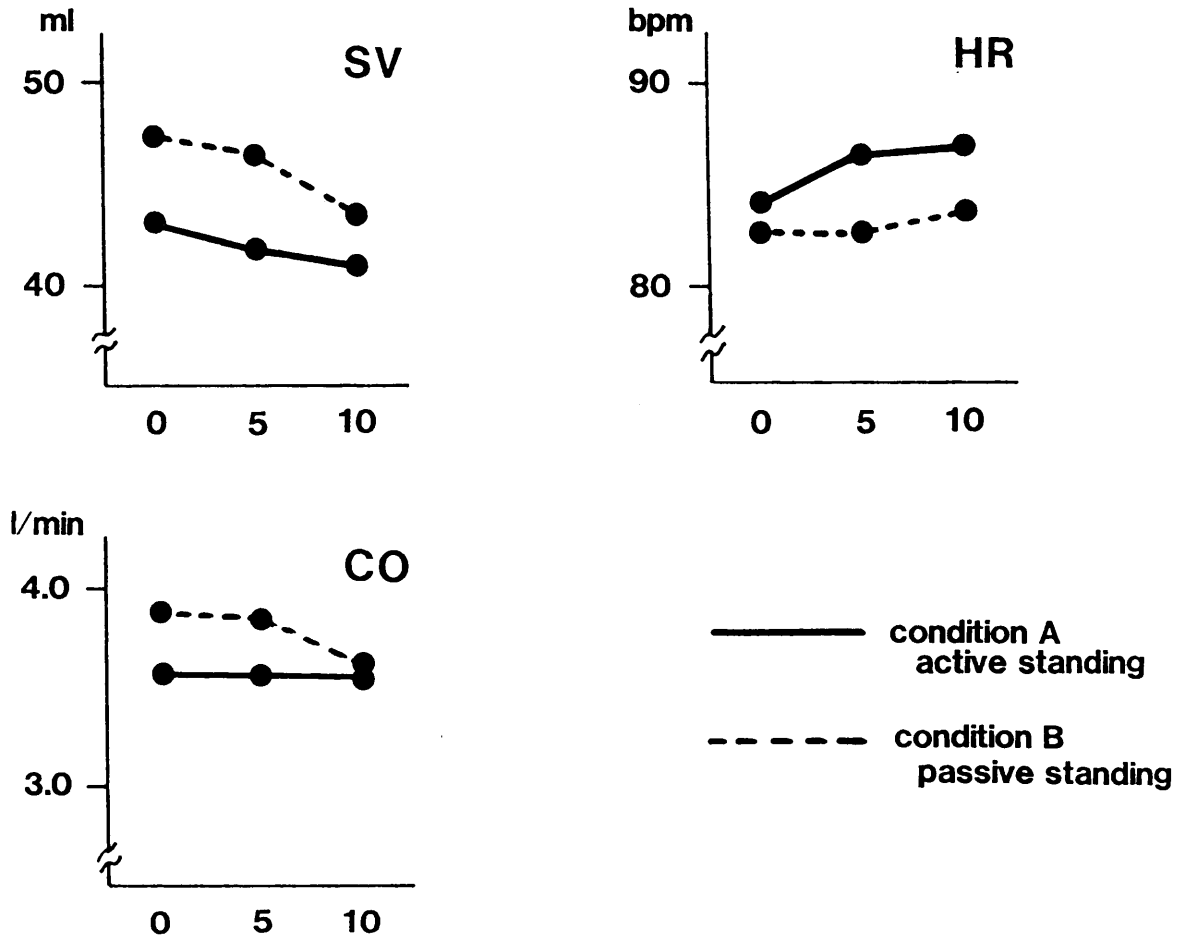 ml
SV
50
40
0 5 10
bpm
HR
90
80
0 5 10
l/min
CO
4.0
3.0
0 5 10
condition A
active standing
condition B
passive standing